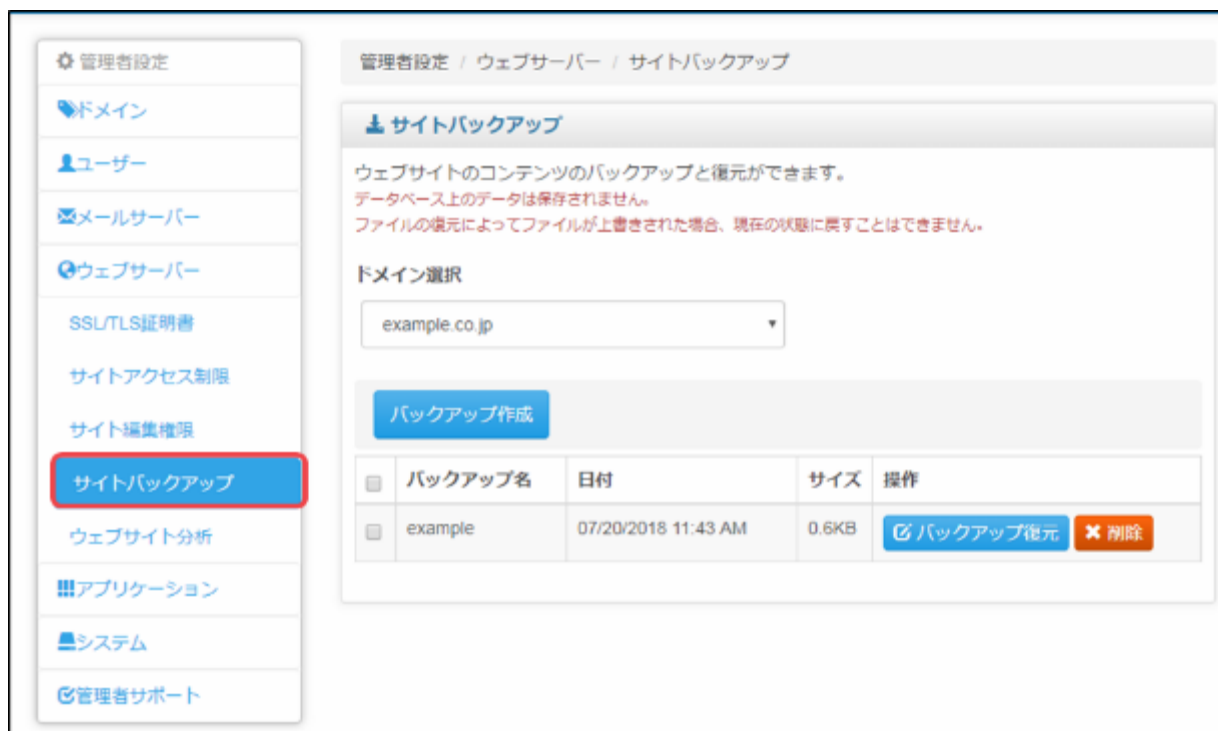 管理者設定
ドメイン
ユーザー
メールサーバー
ウェブサーバー
SSL/TLS証明書
サイトアクセス制限
サイト編集権限
サイトバックアップ
ウェブサイト分析
アプリケーション
システム
管理者サポート
管理者設定 / ウェブサーバー / サイトバックアップ
サイトバックアップ
ウェブサイトのコンテンツのバックアップと復元ができます。
データベース上のデータは保存されません。
ファイルの復元によってファイルが上書きされた場合、現在の状態に戻すことはできません。
ドメイン選択
example.co.jp
バックアップ作成
バックアップ名 日付 サイズ 操作
example 07/20/2018 11:43 AM 0.6KB バックアップ復元 削除